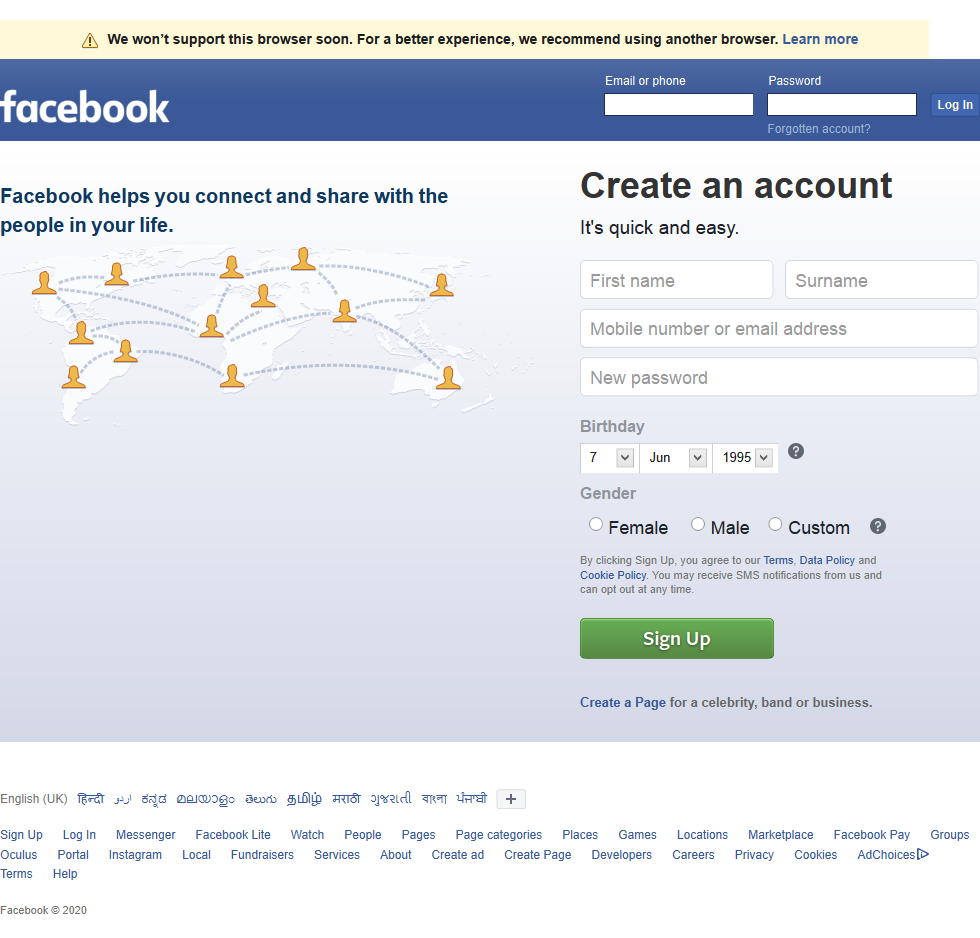 We won’t support this browser soon. For a better experience, we recommend using another browser. Learn more
facebook
Email or phone
Password
Log In
Forgotten account?
Facebook helps you connect and share with the
people in your life.
Create an account
It's quick and easy.
First name
Surname
Mobile number or email address
New password
Birthday
7 Jun 1995
Gender
Female Male Custom
By clicking Sign Up, you agree to our Terms, Data Policy and
Cookie Policy. You may receive SMS notifications from us and
can opt out at any time.
Sign Up
Create a Page for a celebrity, band or business.
English (UK) हिन्दी اردو ಕನ್ನಡ മലയാളം తెలుగు தமிழ் मराठी ગુજરાતી বাংলা ਪੰਜਾਬੀ +
Sign Up Log In Messenger Facebook Lite Watch People Pages Page categories Places Games Locations Marketplace Facebook Pay Groups
Oculus Portal Instagram Local Fundraisers Services About Create ad Create Page Developers Careers Privacy Cookies AdChoices
Terms Help
Facebook © 2020